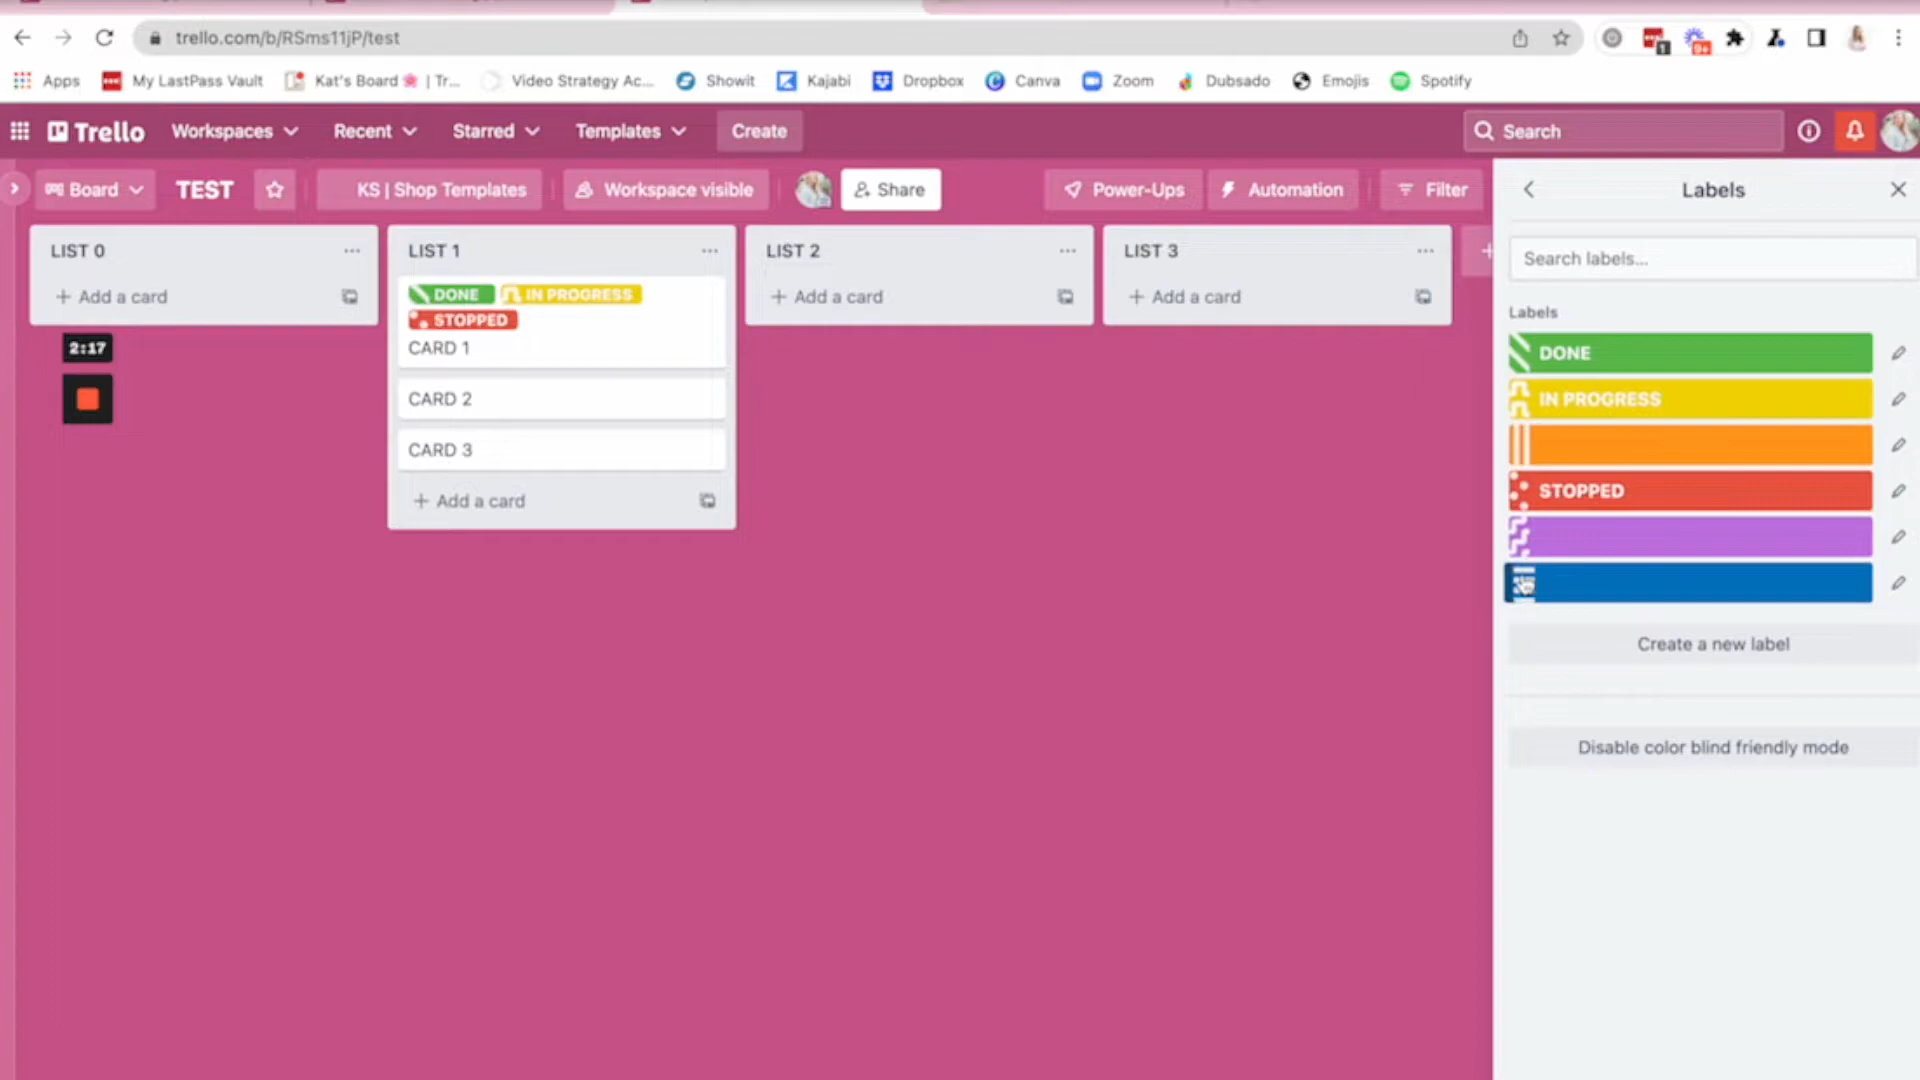 trello.com/b/RSms11jP/test
1
9+
Apps My LastPass Vault Kat's Board | Tr... Video Strategy Ac... Showit Kajabi Dropbox Canva Zoom Dubsado Emojis Spotify
Trello Workspaces Recent Starred Templates Create Search
Board TEST KS | Shop Templates Workspace visible Share Power-Ups Automation Filter
Labels
LIST 0
+ Add a card
2:17
LIST 1
DONE IN PROGRESS
STOPPED
CARD 1
CARD 2
CARD 3
+ Add a card
LIST 2
+ Add a card
LIST 3
+ Add a card
Search labels...
Labels
DONE
IN PROGRESS
STOPPED
Create a new label
Disable color blind friendly mode